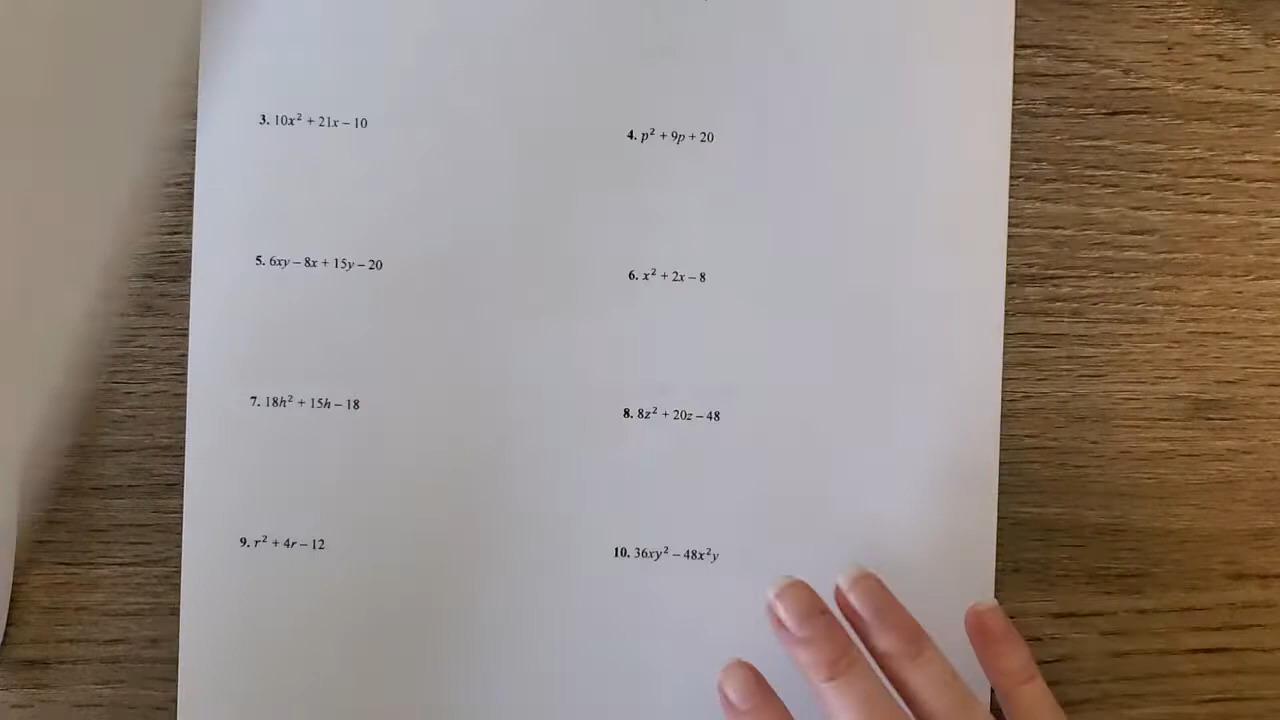 3. 10x² + 21x – 10
4. p² + 9p + 20
5. 6xy – 8x + 15y – 20
6. x² + 2x – 8
7. 18h² + 15h – 18
8. 8z² + 20z – 48
9. r² + 4r – 12
10. 36xy² – 48x²y